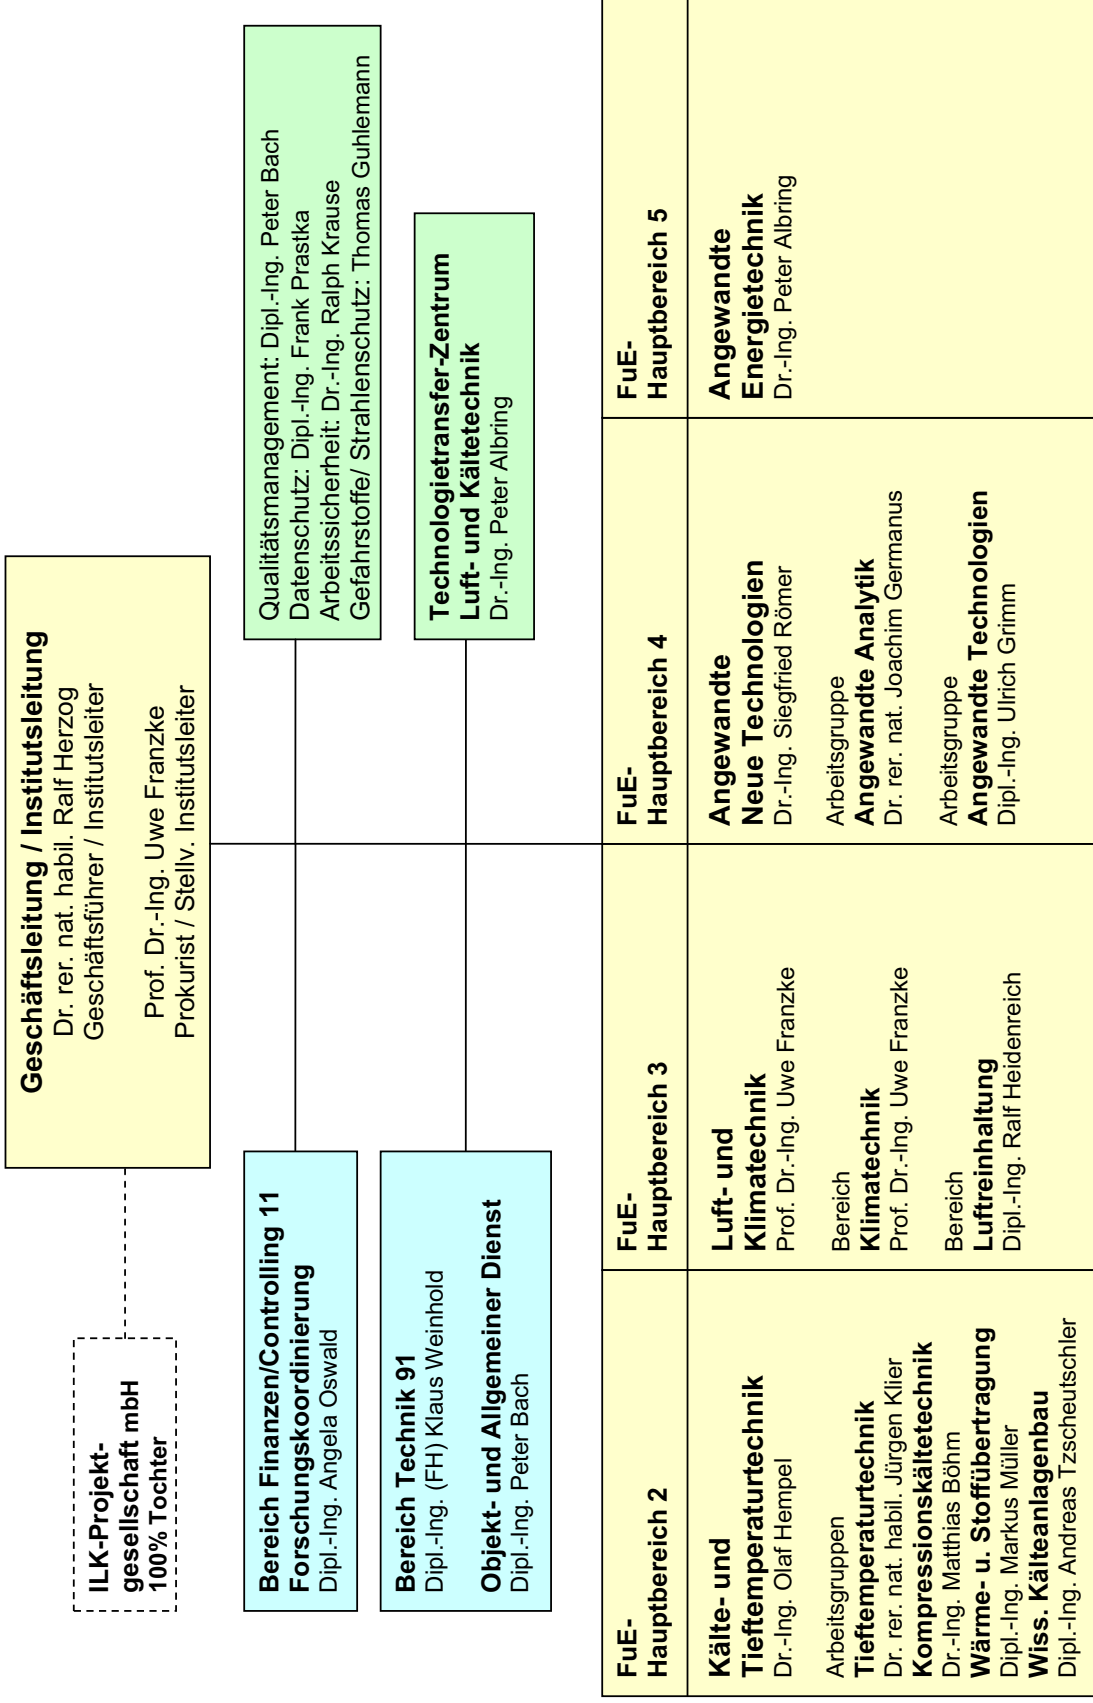 Geschäftsleitung / Institutsleitung
Dr. rer. nat. habil. Ralf Herzog
Geschäftsführer / Institutsleiter
Prof. Dr.-Ing. Uwe Franzke
Prokurist / Stellv. Institutsleiter
ILK-Projekt-
gesellschaft mbH
100% Tochter
Bereich Finanzen/Controlling 11
Forschungskoordinierung
Dipl.-Ing. Angela Oswald
Qualitätsmanagement: Dipl.-Ing. Peter Bach
Datenschutz: Dipl.-Ing. Frank Prastka
Arbeitssicherheit: Dr.-Ing. Ralph Krause
Gefahrstoffe/ Strahlenschutz: Thomas Guhlemann
Bereich Technik 91
Dipl.-Ing. (FH) Klaus Weinhold
Objekt- und Allgemeiner Dienst
Dipl.-Ing. Peter Bach
Technologietransfer-Zentrum
Luft- und Kältetechnik
Dr.-Ing. Peter Albring
FuE-
Hauptbereich 2
Kälte- und
Tieftemperaturtechnik
Dr.-Ing. Olaf Hempel
Arbeitsgruppen
Tieftemperaturtechnik
Dr. rer. nat. habil. Jürgen Klier
Kompressionskältetechnik
Dr.-Ing. Matthias Böhm
Wärme- u. Stoffübertragung
Dipl.-Ing. Markus Müller
Wiss. Kälteanlagenbau
Dipl.-Ing. Andreas Tzscheutschler
FuE-
Hauptbereich 3
Luft- und
Klimatechnik
Prof. Dr.-Ing. Uwe Franzke
Bereich
Klimatechnik
Prof. Dr.-Ing. Uwe Franzke
Bereich
Luftreinhaltung
Dipl.-Ing. Ralf Heidenreich
FuE-
Hauptbereich 4
Angewandte
Neue Technologien
Dr.-Ing. Siegfried Römer
Arbeitsgruppe
Angewandte Analytik
Dr. rer. nat. Joachim Germanus
Arbeitsgruppe
Angewandte Technologien
Dipl.-Ing. Ulrich Grimm
FuE-
Hauptbereich 5
Angewandte
Energietechnik
Dr.-Ing. Peter Albring